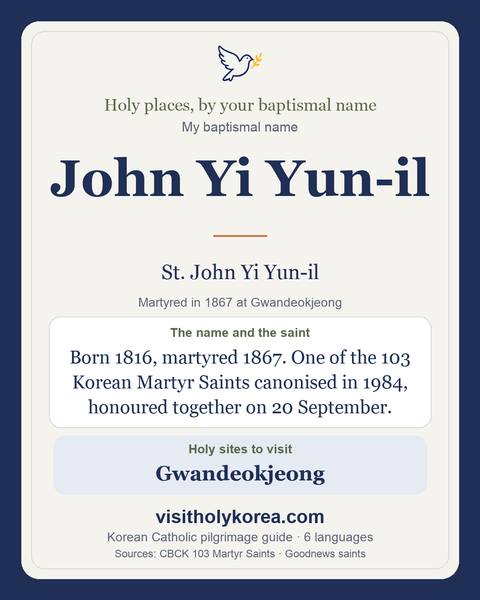 Holy places, by your baptismal name
My baptismal name
John Yi Yun-il
St. John Yi Yun-il
Martyred in 1867 at Gwandeokjeong
The name and the saint
Born 1816, martyred 1867. One of the 103
Korean Martyr Saints canonised in 1984,
honoured together on 20 September.
Holy sites to visit
Gwandeokjeong
visitholykorea.com
Korean Catholic pilgrimage guide · 6 languages
Sources: CBCK 103 Martyr Saints · Goodnews saints